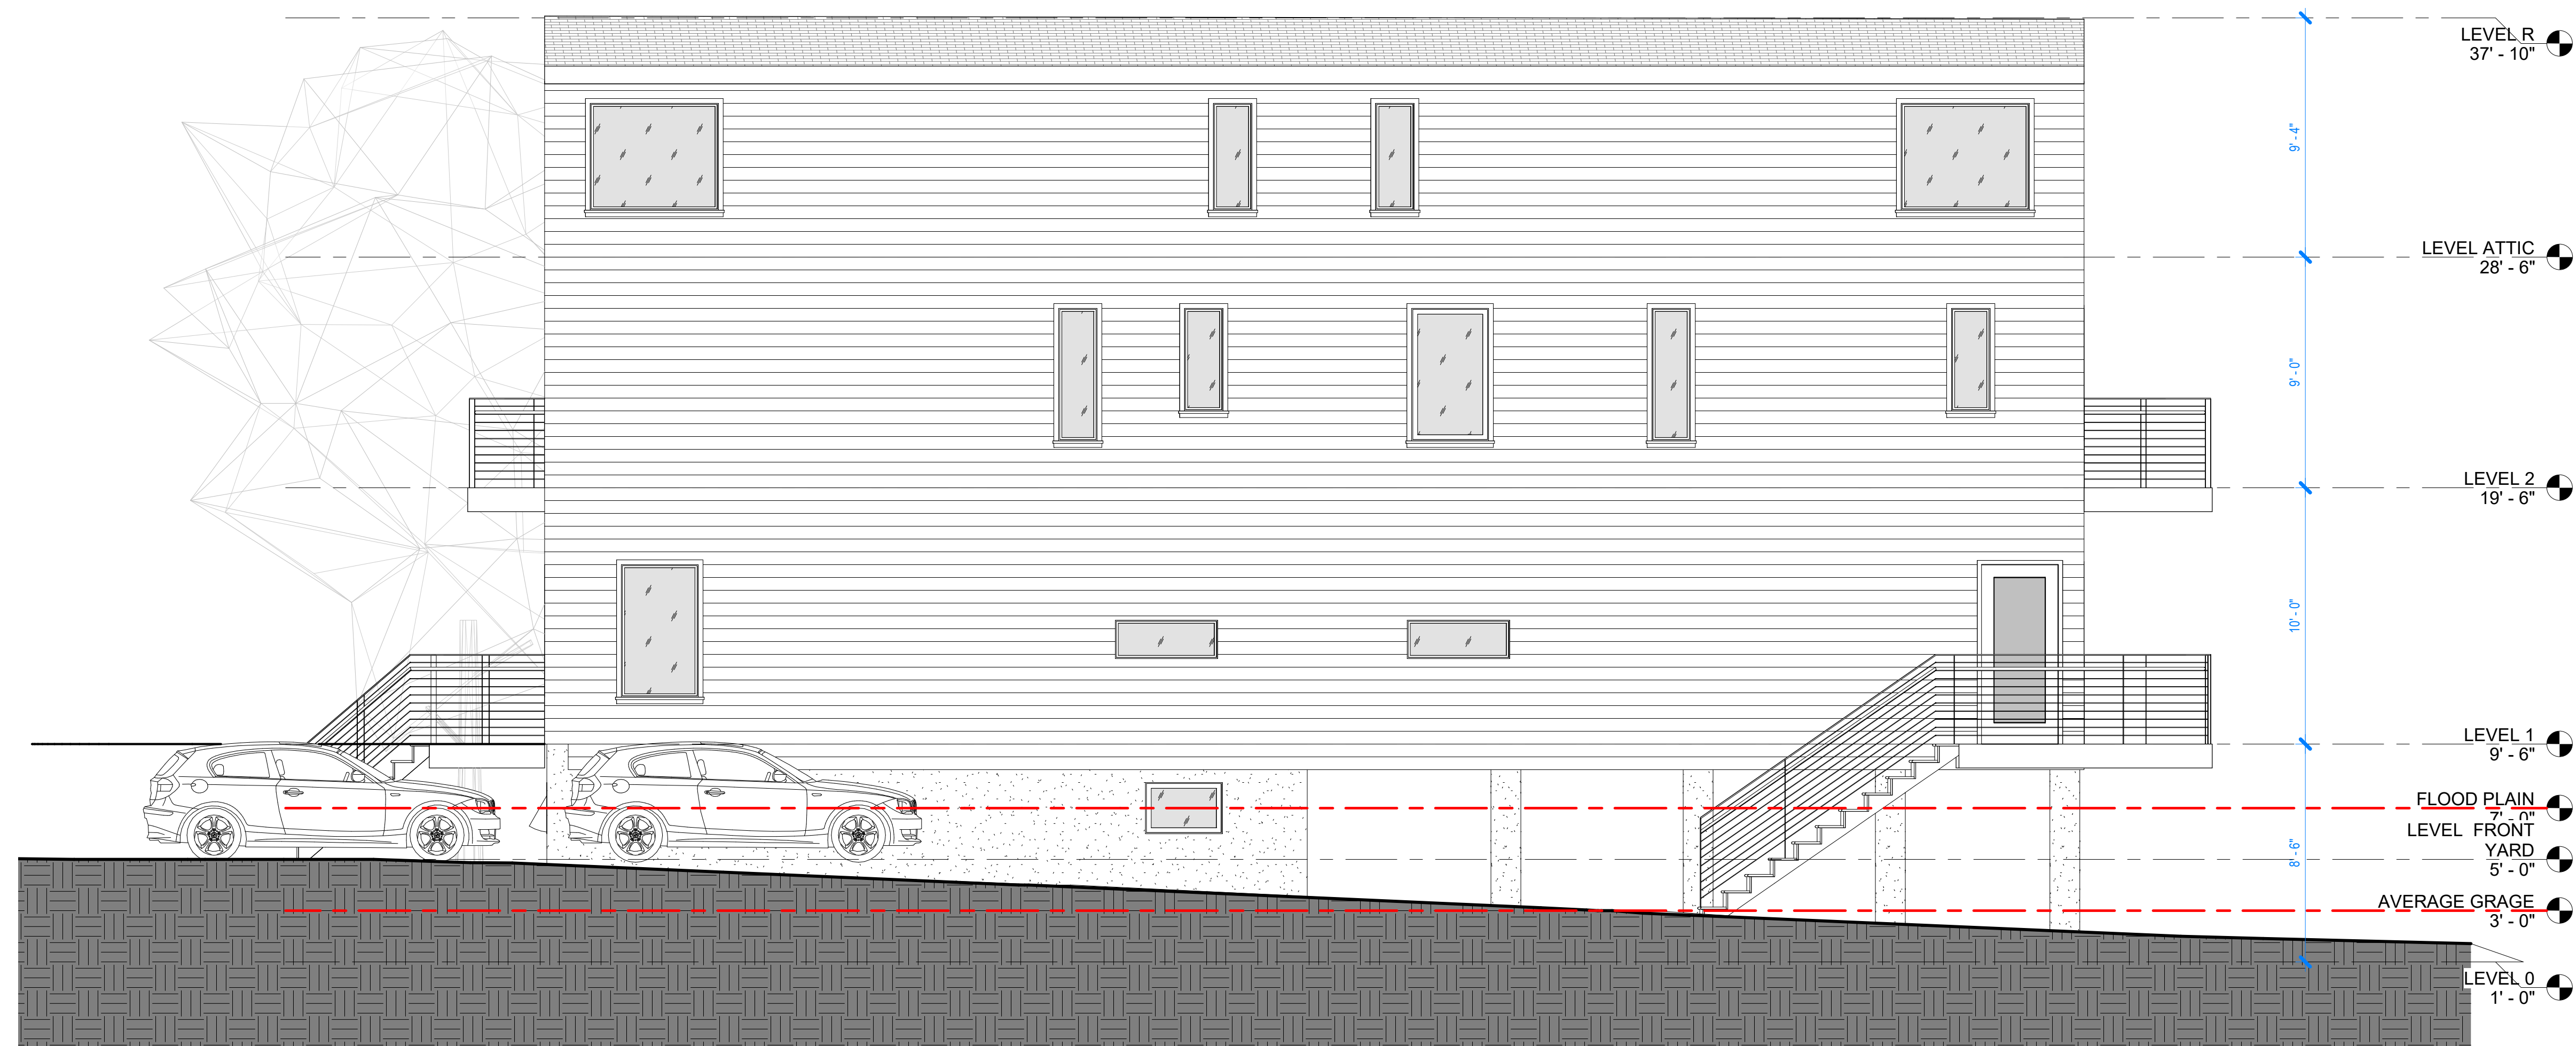 LEVEL R
37' - 10"
9' - 4"
LEVEL ATTIC
28' - 6"
9' - 0"
LEVEL 2
19' - 6"
10' - 0"
LEVEL 1
9' - 6"
FLOOD PLAIN
7' - 0"
LEVEL FRONT
YARD
5' - 0"
8' - 6"
AVERAGE GRAGE
3' - 0"
LEVEL 0
1' - 0"